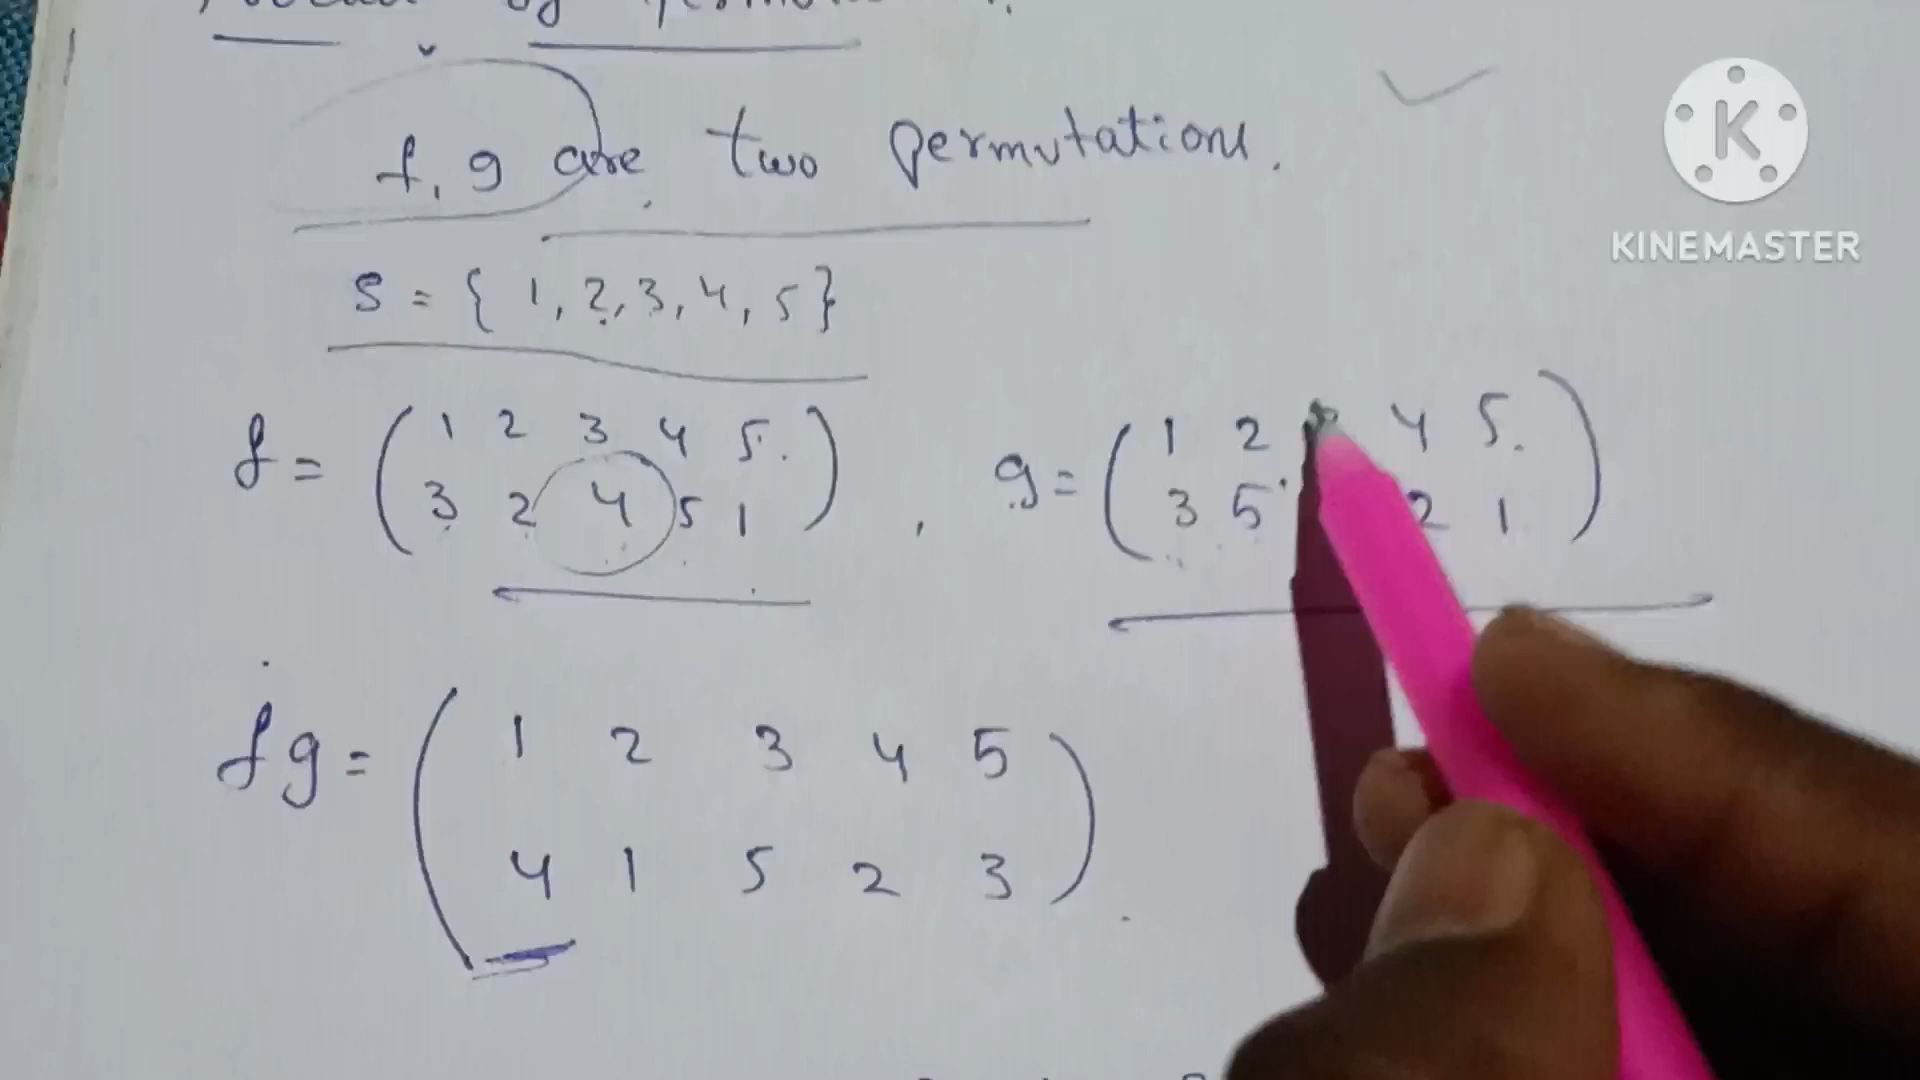 f, g are two permutations.
K
KINEMASTER
S = { 1, 2, 3, 4, 5 }
f = ( 1 2 3 4 5. ) , g = ( 1 2 4 5. )
3 2 4 5 1 3 5 2 1
fg = ( 1 2 3 4 5 )
4 1 5 2 3 .